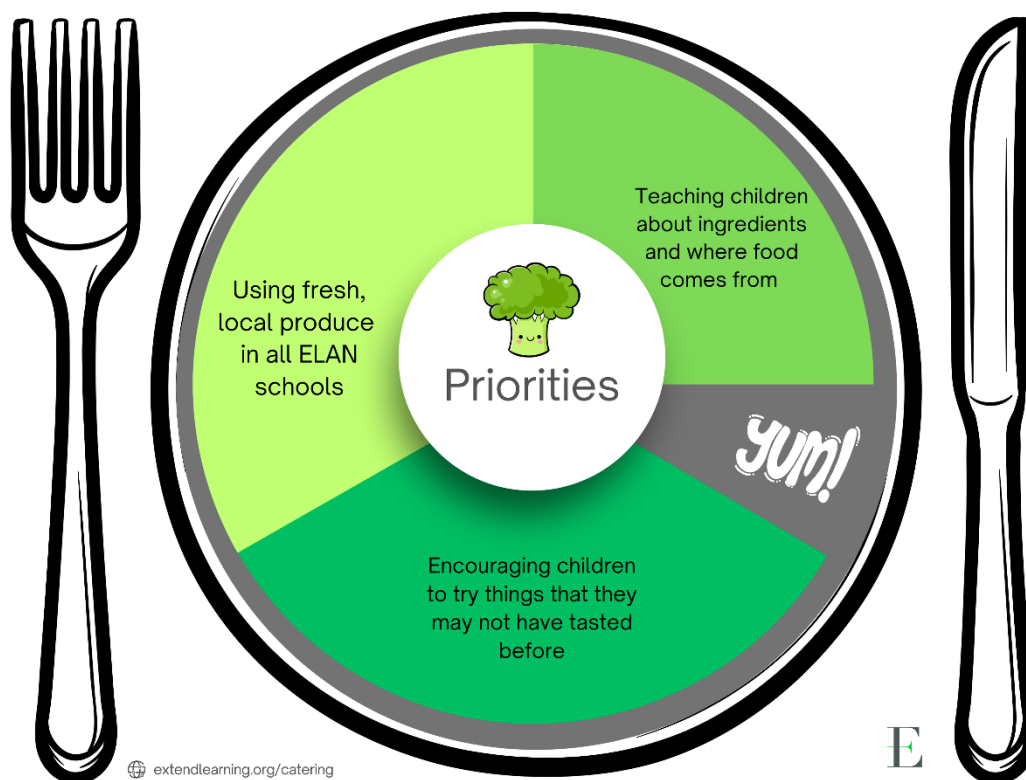 Teaching children
about ingredients
and where food
comes from
Using fresh,
local produce
in all ELAN
schools
Priorities
YUM!
Encouraging children
to try things that they
may not have tasted
before
E
extendlearning.org/catering